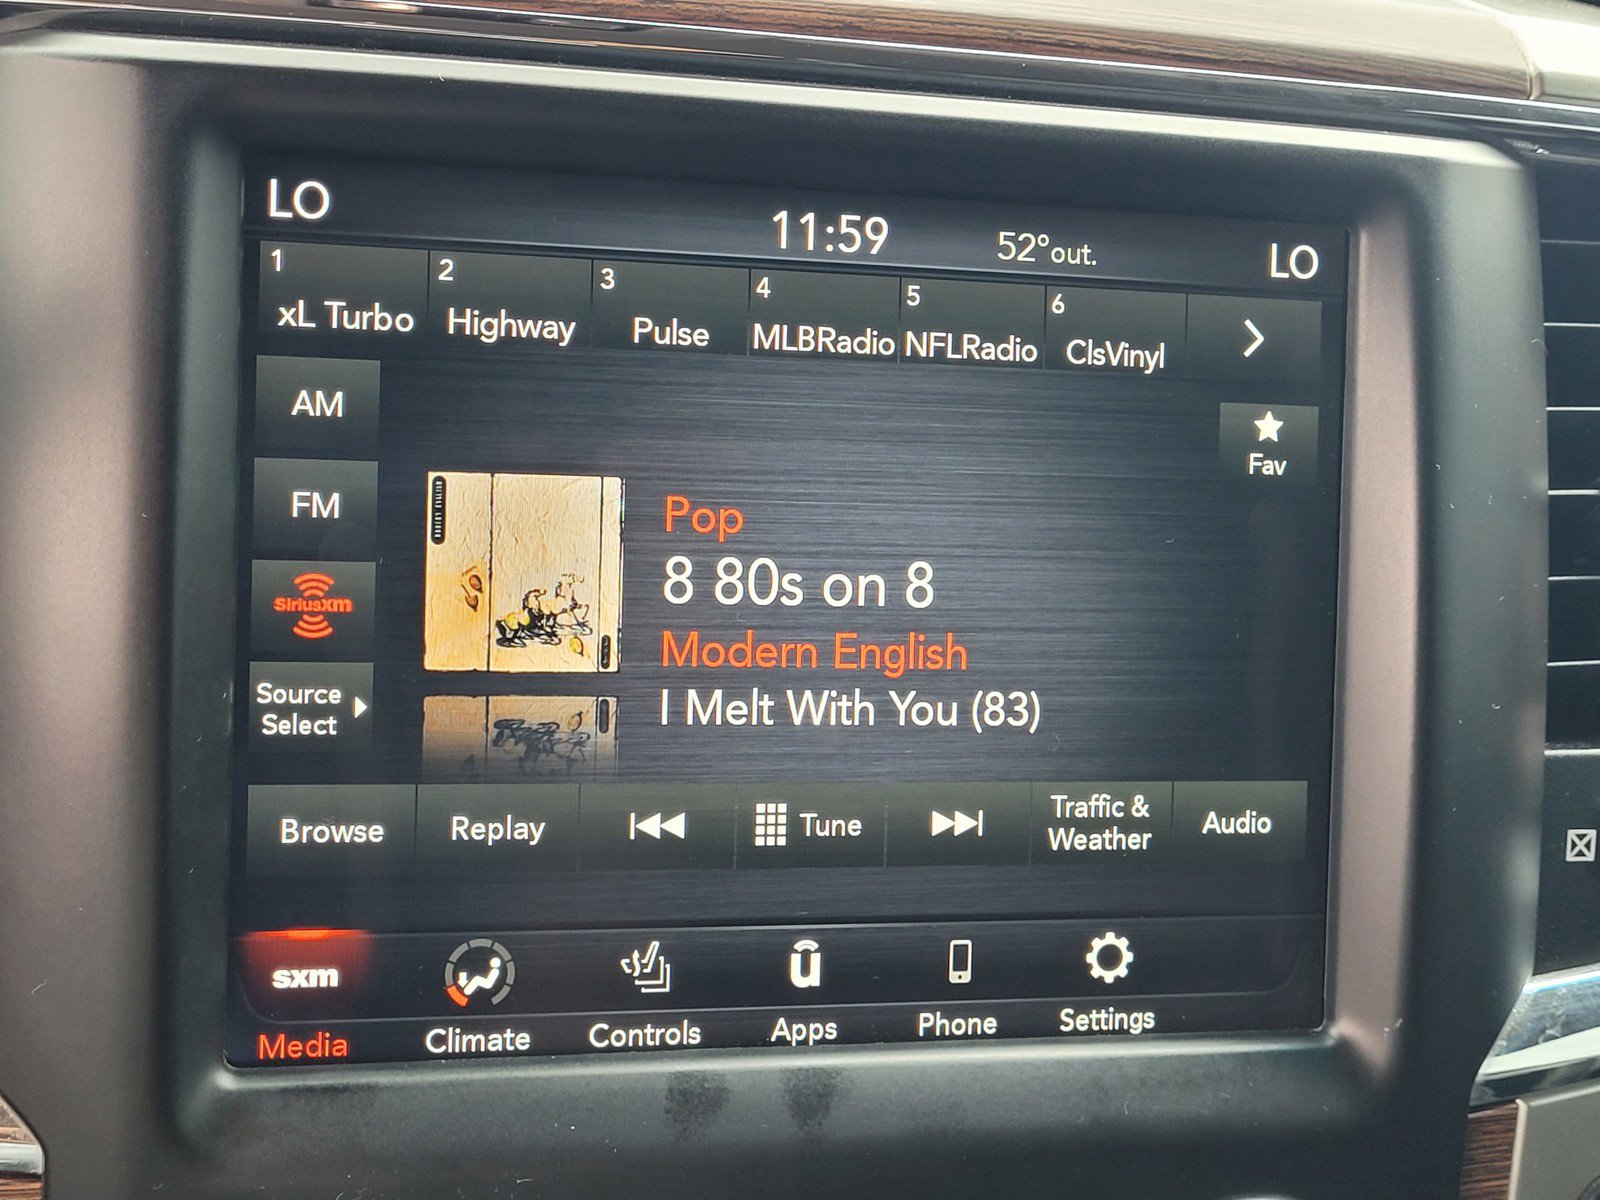 LO
11:59
52°out.
LO
1
xL Turbo
2
Highway
3
Pulse
4
MLBRadio
5
NFLRadio
6
ClsVinyl
AM
FM
SiriusXM
Source
Select
Fav
Pop
8 80s on 8
Modern English
I Melt With You (83)
Browse
Replay
Tune
Traffic &
Weather
Audio
sxm
Media
Climate
Controls
u
Apps
Phone
Settings